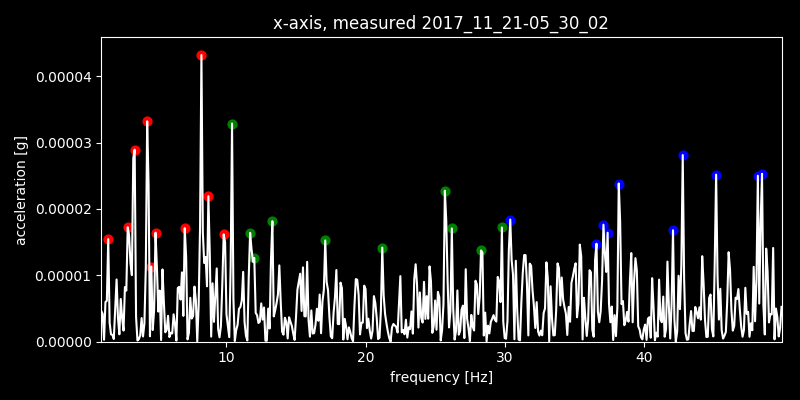 x-axis, measured 2017_11_21-05_30_02
acceleration [g]
0.00004
0.00003
0.00002
0.00001
0.00000
10 20 30 40
frequency [Hz]